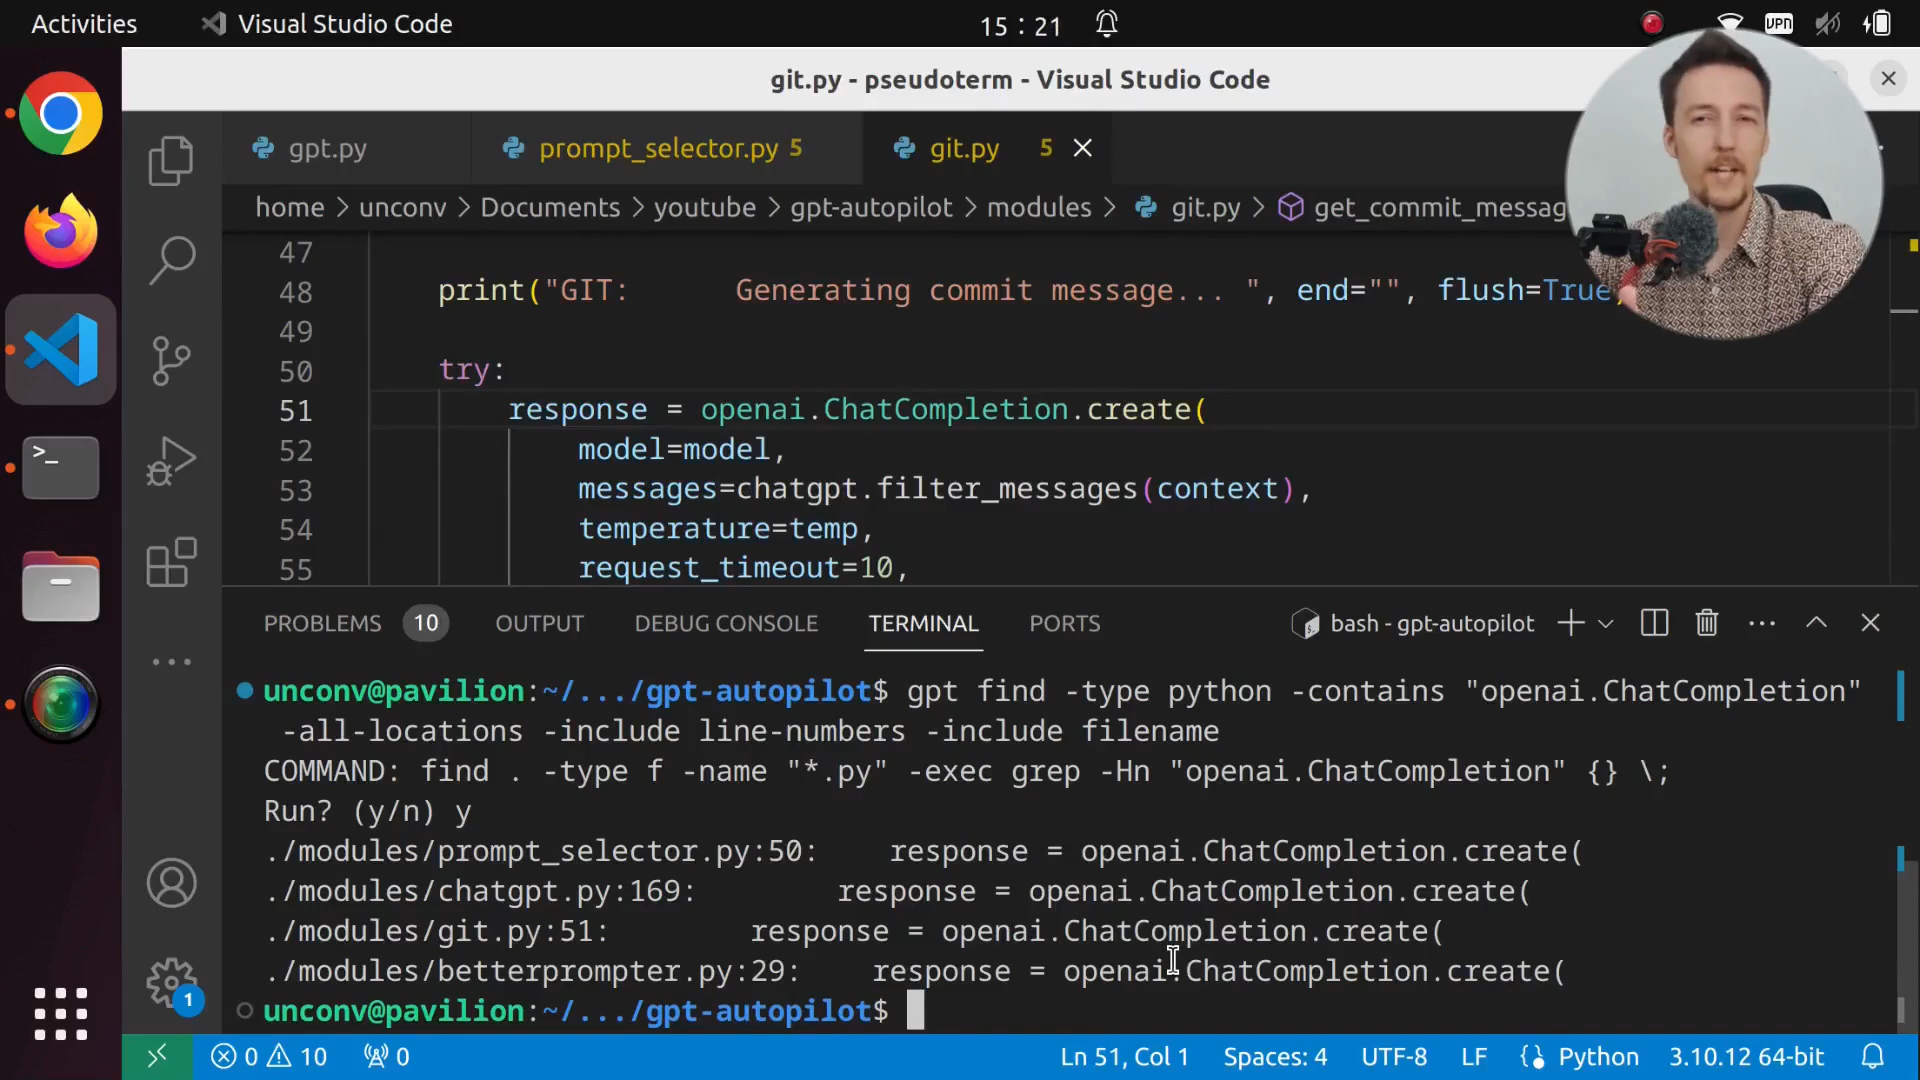 Activities
Visual Studio Code
15 : 21
VPN
git.py - pseudoterm - Visual Studio Code
gpt.py
prompt_selector.py 5
git.py 5
home > unconv > Documents > youtube > gpt-autopilot > modules > git.py > get_commit_messag
47
48 print("GIT:      Generating commit message... ", end="", flush=True
49
50 try:
51 response = openai.ChatCompletion.create(
52 model=model,
53 messages=chatgpt.filter_messages(context),
54 temperature=temp,
55 request_timeout=10,
PROBLEMS 10 OUTPUT DEBUG CONSOLE TERMINAL PORTS
bash - gpt-autopilot
unconv@pavilion:~/.../gpt-autopilot$ gpt find -type python -contains "openai.ChatCompletion"
-all-locations -include line-numbers -include filename
COMMAND: find . -type f -name "*.py" -exec grep -Hn "openai.ChatCompletion" {} \;
Run? (y/n) y
./modules/prompt_selector.py:50:    response = openai.ChatCompletion.create(
./modules/chatgpt.py:169:        response = openai.ChatCompletion.create(
./modules/git.py:51:        response = openai.ChatCompletion.create(
./modules/betterprompter.py:29:    response = openai.ChatCompletion.create(
unconv@pavilion:~/.../gpt-autopilot$
1
0 10 0
Ln 51, Col 1
Spaces: 4
UTF-8
LF
Python
3.10.12 64-bit